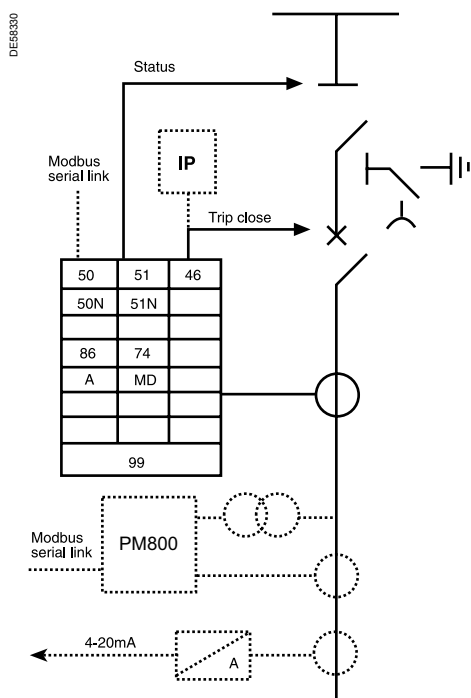 DE58330
Status
IP
Modbus
serial link
Trip close
50 51 46
50N 51N
86 74
A MD
99
Modbus
serial link
PM800
4-20mA
A